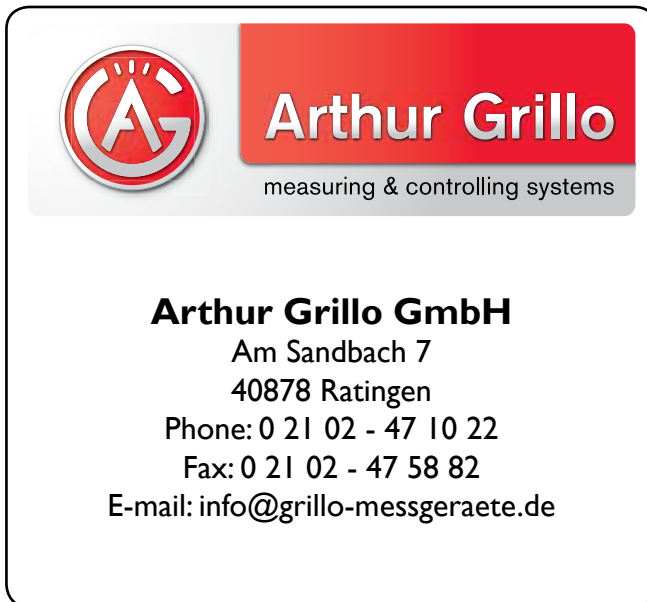 AG
Arthur Grillo
measuring & controlling systems
Arthur Grillo GmbH
Am Sandbach 7
40878 Ratingen
Phone: 0 21 02 - 47 10 22
Fax: 0 21 02 - 47 58 82
E-mail: info@grillo-messgeraete.de